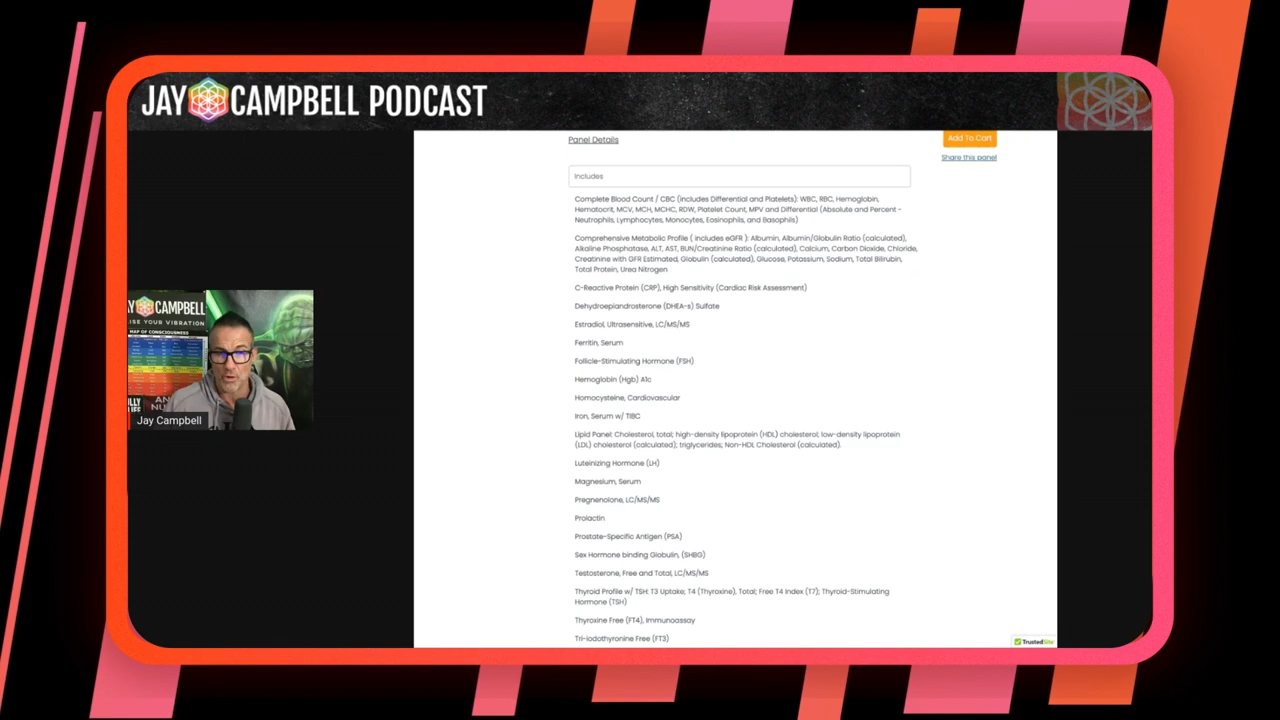 JAY CAMPBELL PODCAST
Panel Details
Add To Cart
Share this panel
Includes
Complete Blood Count / CBC (includes Differential and Platelets): WBC, RBC, Hemoglobin,
Hematocrit, MCV, MCH, MCHC, RDW, Platelet Count, MPV and Differential (Absolute and Percent -
Neutrophils, Lymphocytes, Monocytes, Eosinophils, and Basophils)
Comprehensive Metabolic Profile ( includes eGFR ): Albumin, Albumin/Globulin Ratio (calculated),
Alkaline Phosphatase, ALT, AST, BUN/Creatinine Ratio (calculated), Calcium, Carbon Dioxide, Chloride,
Creatinine with GFR Estimated, Globulin (calculated), Glucose, Potassium, Sodium, Total Bilirubin,
Total Protein, Urea Nitrogen
C-Reactive Protein (CRP), High Sensitivity (Cardiac Risk Assessment)
Dehydroepiandrosterone (DHEA-s) Sulfate
Estradiol, Ultrasensitive, LC/MS/MS
Ferritin, Serum
Follicle-Stimulating Hormone (FSH)
Hemoglobin (Hgb) A1c
Homocysteine, Cardiovascular
Iron, Serum w/ TIBC
Lipid Panel: Cholesterol, total; high-density lipoprotein (HDL) cholesterol; low-density lipoprotein
(LDL) cholesterol (calculated); triglycerides; Non-HDL Cholesterol (calculated).
Luteinizing Hormone (LH)
Magnesium, Serum
Pregnenolone, LC/MS/MS
Prolactin
Prostate-Specific Antigen (PSA)
Sex Hormone binding Globulin, (SHBG)
Testosterone, Free and Total, LC/MS/MS
Thyroid Profile w/ TSH: T3 Uptake; T4 (Thyroxine), Total; Free T4 Index (T7); Thyroid-Stimulating
Hormone (TSH)
Thyroxine Free (FT4), Immunoassay
Tri-iodothyronine Free (FT3)
TrustedSite
Y CAMPBELL
ISE YOUR VIBRATION
MAP OF CONSCIOUSNESS
Jay Campbell